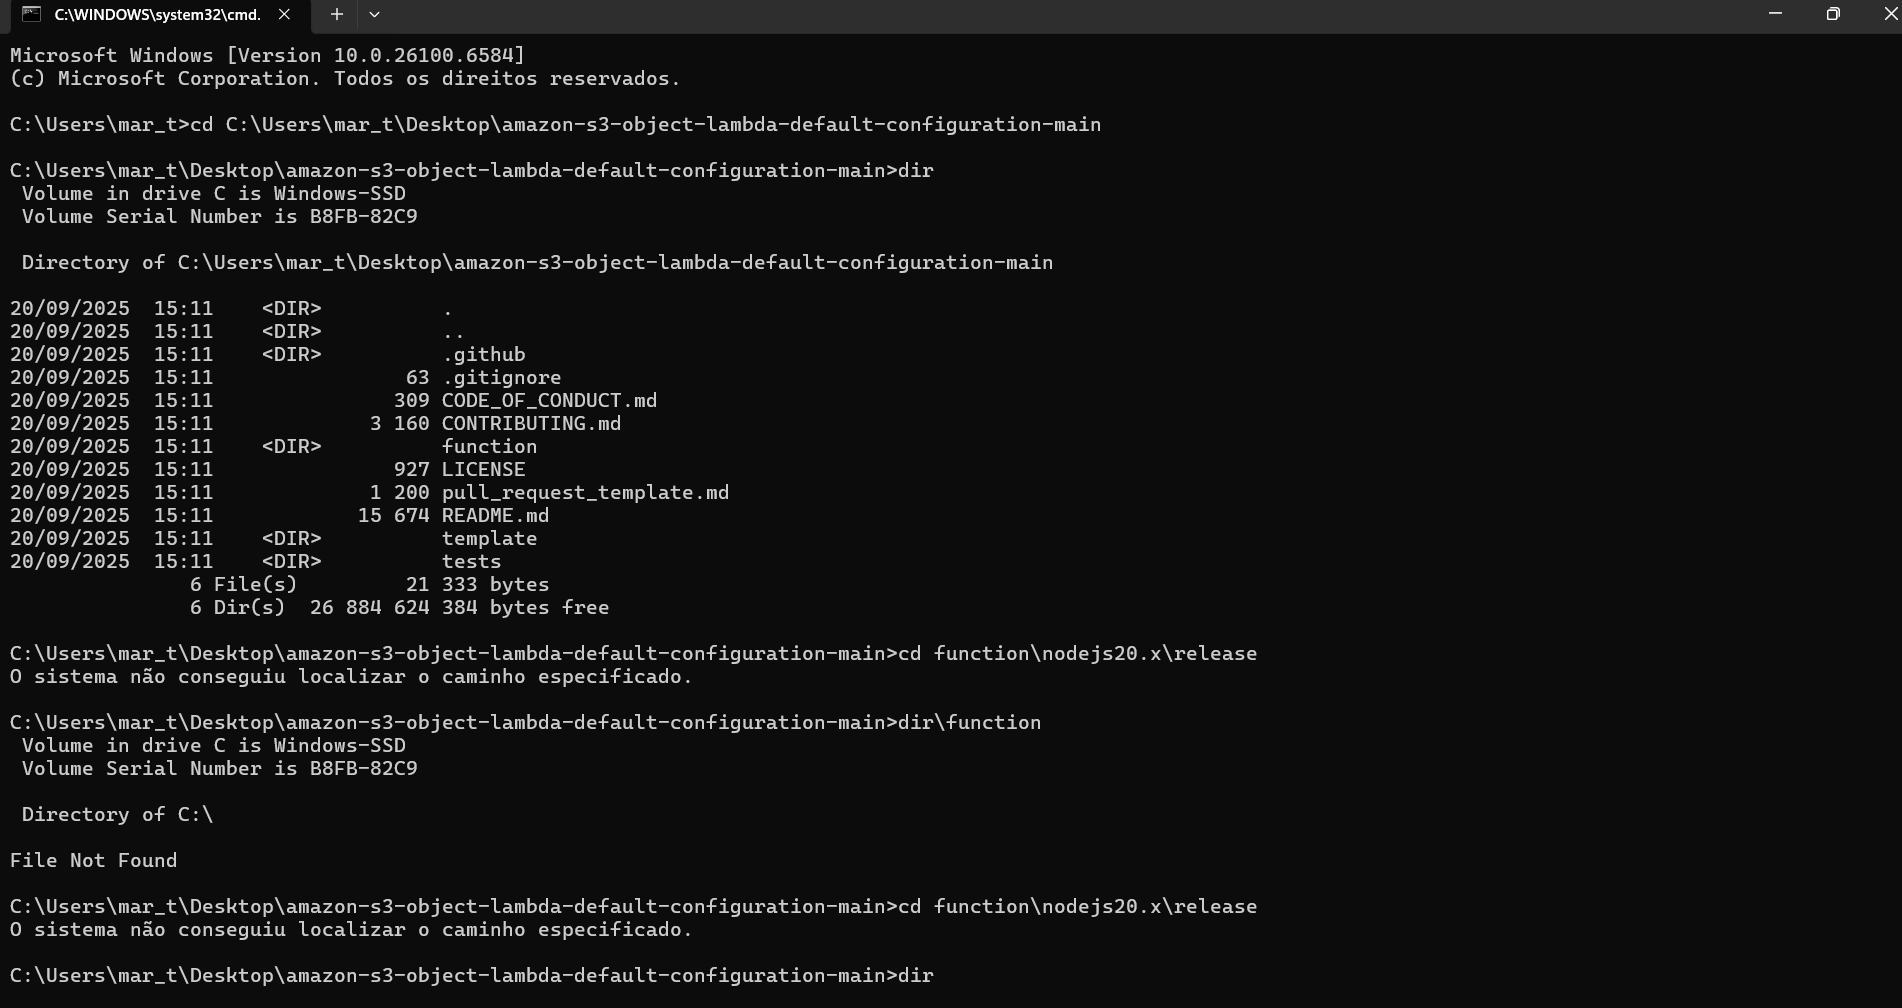 C:\WINDOWS\system32\cmd.
Microsoft Windows [Version 10.0.26100.6584]
(c) Microsoft Corporation. Todos os direitos reservados.
C:\Users\mar_t>cd C:\Users\mar_t\Desktop\amazon-s3-object-lambda-default-configuration-main
C:\Users\mar_t\Desktop\amazon-s3-object-lambda-default-configuration-main>dir
Volume in drive C is Windows-SSD
Volume Serial Number is B8FB-82C9
Directory of C:\Users\mar_t\Desktop\amazon-s3-object-lambda-default-configuration-main
20/09/2025  15:11    <DIR>          .
20/09/2025  15:11    <DIR>          ..
20/09/2025  15:11    <DIR>          .github
20/09/2025  15:11                63 .gitignore
20/09/2025  15:11               309 CODE_OF_CONDUCT.md
20/09/2025  15:11             3 160 CONTRIBUTING.md
20/09/2025  15:11    <DIR>          function
20/09/2025  15:11               927 LICENSE
20/09/2025  15:11             1 200 pull_request_template.md
20/09/2025  15:11            15 674 README.md
20/09/2025  15:11    <DIR>          template
20/09/2025  15:11    <DIR>          tests
6 File(s)         21 333 bytes
6 Dir(s)  26 884 624 384 bytes free
C:\Users\mar_t\Desktop\amazon-s3-object-lambda-default-configuration-main>cd function\nodejs20.x\release
O sistema não conseguiu localizar o caminho especificado.
C:\Users\mar_t\Desktop\amazon-s3-object-lambda-default-configuration-main>dir\function
Volume in drive C is Windows-SSD
Volume Serial Number is B8FB-82C9
Directory of C:\
File Not Found
C:\Users\mar_t\Desktop\amazon-s3-object-lambda-default-configuration-main>cd function\nodejs20.x\release
O sistema não conseguiu localizar o caminho especificado.
C:\Users\mar_t\Desktop\amazon-s3-object-lambda-default-configuration-main>dir